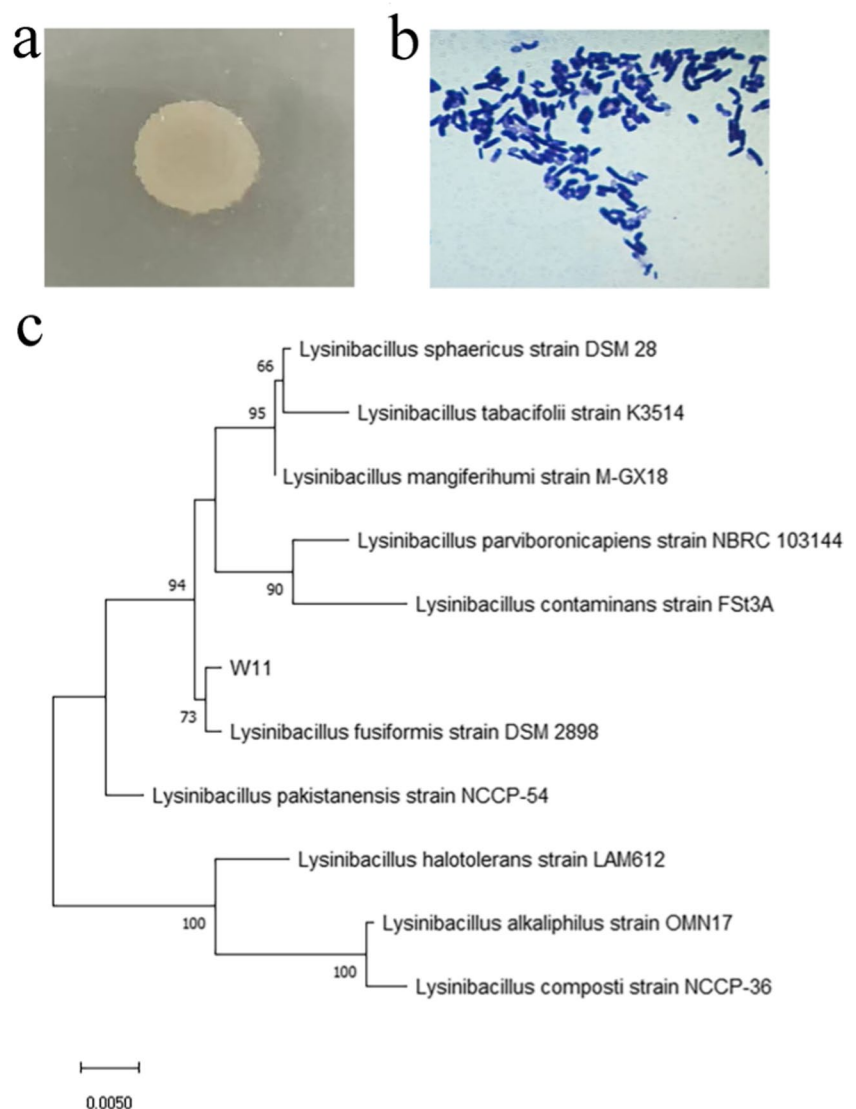 a
b
c
Lysinibacillus sphaericus strain DSM 28
66
Lysinibacillus tabacifolii strain K3514
95
Lysinibacillus mangiferihumi strain M-GX18
Lysinibacillus parviboronicapiens strain NBRC 103144
94
90
Lysinibacillus contaminans strain FSt3A
W11
73
Lysinibacillus fusiformis strain DSM 2898
Lysinibacillus pakistanensis strain NCCP-54
Lysinibacillus halotolerans strain LAM612
100
Lysinibacillus alkaliphilus strain OMN17
100
Lysinibacillus composti strain NCCP-36
0.0050